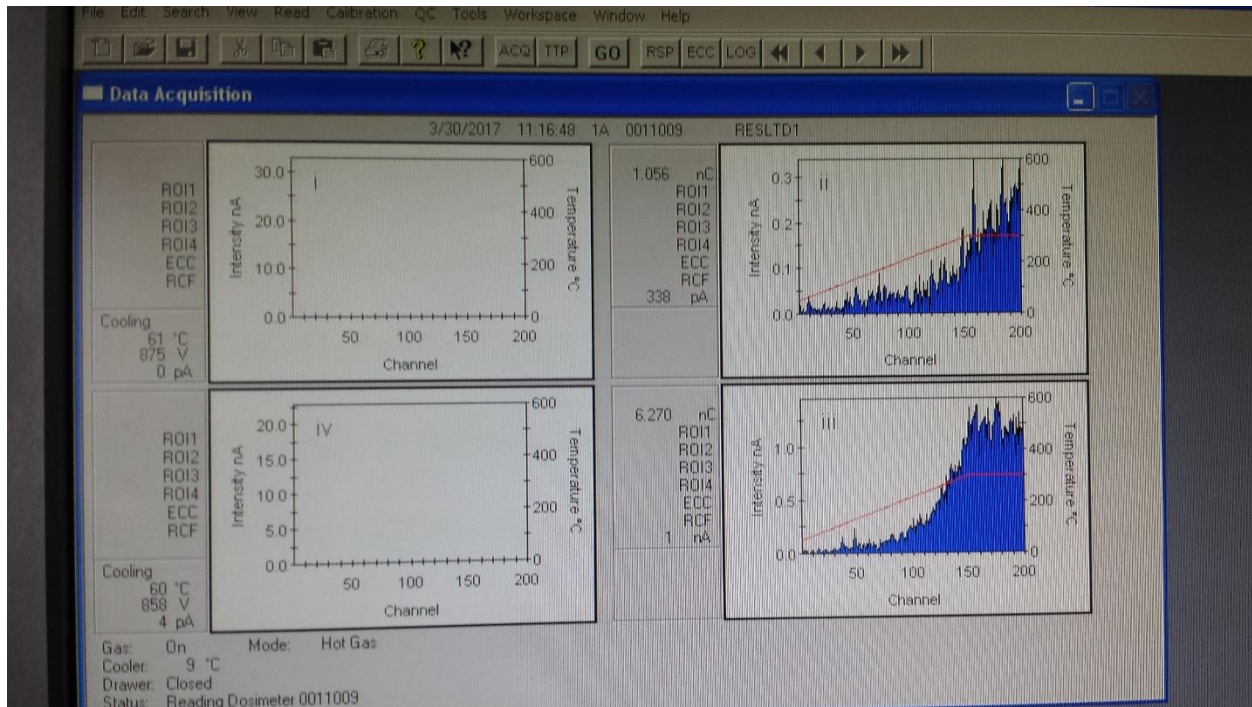 File Edit Search View Read Calibration QC Tools Workspace Window Help
ACQ TTP GO RSP ECC LOG
Data Acquisition
3/30/2017 11:16:48 1A 0011009 RESLTD1
ROI1
ROI2
ROI3
ROI4
ECC
RCF
Cooling
61 °C
875 V
0 pA
i
Intensity nA
30.0
20.0
10.0
0.0
600
400
200
0
Temperature °C
50 100 150 200
Channel
1.056 nC
ROI1
ROI2
ROI3
ROI4
ECC
RCF
338 pA
ii
Intensity nA
0.3
0.2
0.1
0.0
600
400
200
0
Temperature °C
50 100 150 200
Channel
ROI1
ROI2
ROI3
ROI4
ECC
RCF
Cooling
60 °C
858 V
4 pA
iv
Intensity nA
20.0
15.0
10.0
5.0
0.0
600
400
200
0
Temperature °C
50 100 150 200
Channel
6.270 nC
ROI1
ROI2
ROI3
ROI4
ECC
RCF
1 nA
iii
Intensity nA
1.0
0.5
0.0
600
400
200
0
Temperature °C
50 100 150 200
Channel
Gas: On Mode: Hot Gas
Cooler: 9 °C
Drawer: Closed
Status: Reading Dosimeter 0011009